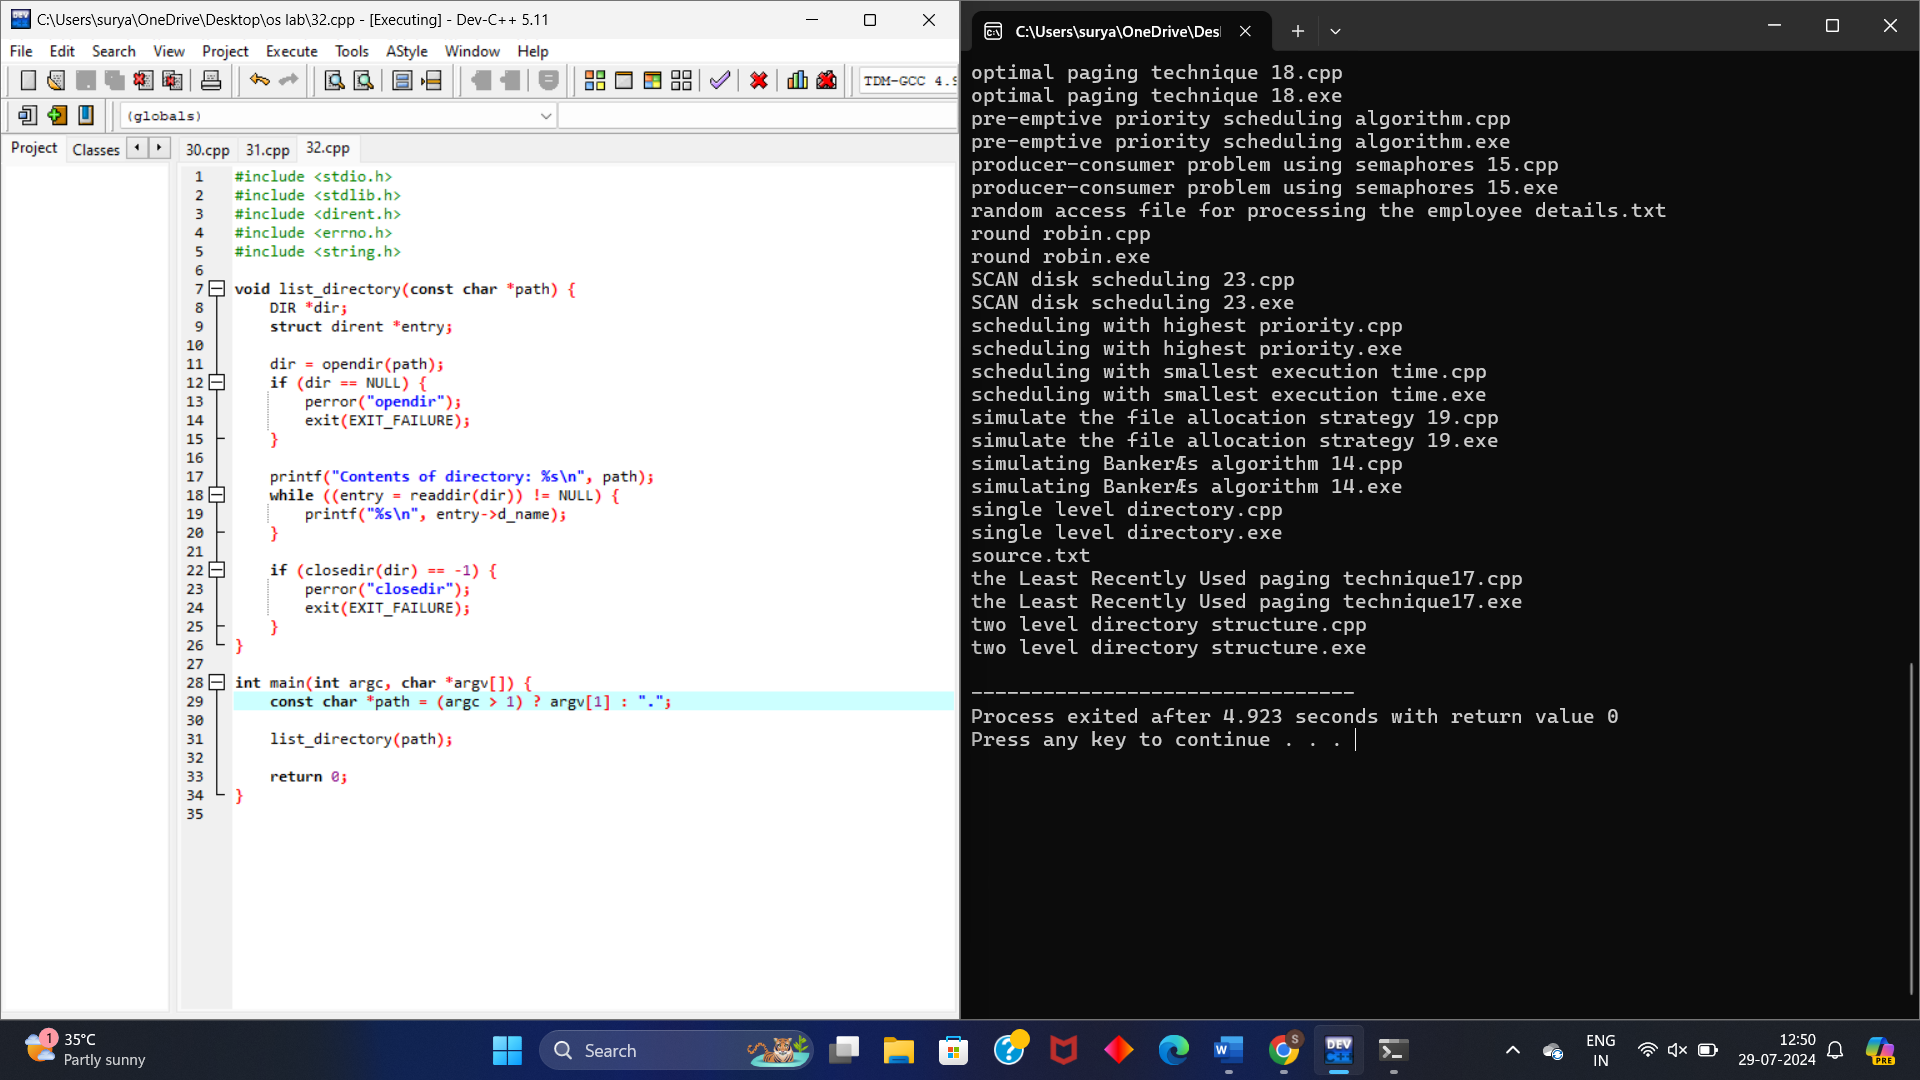 C:\Users\surya\OneDrive\Desktop\os lab\32.cpp - [Executing] - Dev-C++ 5.11
File Edit Search View Project Execute Tools AStyle Window Help
TDM-GCC 4.9
(globals)
Project Classes 30.cpp 31.cpp 32.cpp
1 #include <stdio.h>
2 #include <stdlib.h>
3 #include <dirent.h>
4 #include <errno.h>
5 #include <string.h>
6
7 void list_directory(const char *path) {
8 DIR *dir;
9 struct dirent *entry;
10
11 dir = opendir(path);
12 if (dir == NULL) {
13 perror("opendir");
14 exit(EXIT_FAILURE);
15 }
16
17 printf("Contents of directory: %s\n", path);
18 while ((entry = readdir(dir)) != NULL) {
19 printf("%s\n", entry->d_name);
20 }
21
22 if (closedir(dir) == -1) {
23 perror("closedir");
24 exit(EXIT_FAILURE);
25 }
26 }
27
28 int main(int argc, char *argv[]) {
29 const char *path = (argc > 1) ? argv[1] : ".";
30
31 list_directory(path);
32
33 return 0;
34 }
35
C:\Users\surya\OneDrive\Des
optimal paging technique 18.cpp
optimal paging technique 18.exe
pre-emptive priority scheduling algorithm.cpp
pre-emptive priority scheduling algorithm.exe
producer-consumer problem using semaphores 15.cpp
producer-consumer problem using semaphores 15.exe
random access file for processing the employee details.txt
round robin.cpp
round robin.exe
SCAN disk scheduling 23.cpp
SCAN disk scheduling 23.exe
scheduling with highest priority.cpp
scheduling with highest priority.exe
scheduling with smallest execution time.cpp
scheduling with smallest execution time.exe
simulate the file allocation strategy 19.cpp
simulate the file allocation strategy 19.exe
simulating BankerÆs algorithm 14.cpp
simulating BankerÆs algorithm 14.exe
single level directory.cpp
single level directory.exe
source.txt
the Least Recently Used paging technique17.cpp
the Least Recently Used paging technique17.exe
two level directory structure.cpp
two level directory structure.exe
--------------------------------
Process exited after 4.923 seconds with return value 0
Press any key to continue . . .
1
35°C
Partly sunny
Search
S
DEV C++
ENG
IN
12:50
29-07-2024
PRE